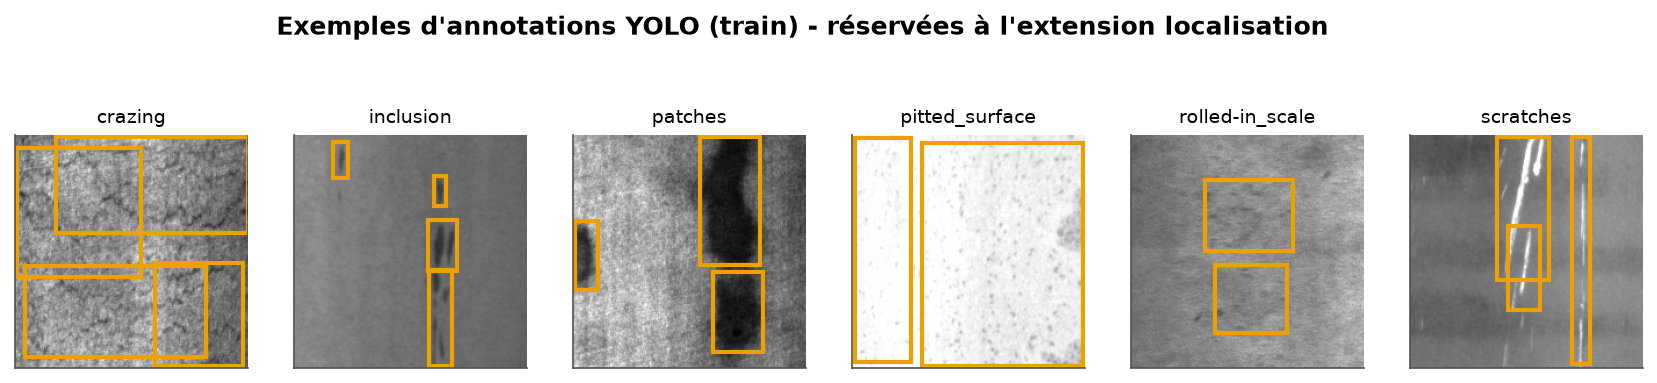 Exemples d'annotations YOLO (train) - réservées à l'extension localisation
crazing
inclusion
patches
pitted_surface
rolled-in_scale
scratches